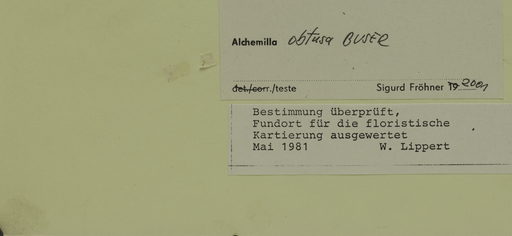 Alchemilla obtusa BUSER
det./corr./teste Sigurd Fröhner 19 2001
Bestimmung überprüft,
Fundort für die floristische
Kartierung ausgewertet
Mai 1981 W. Lippert